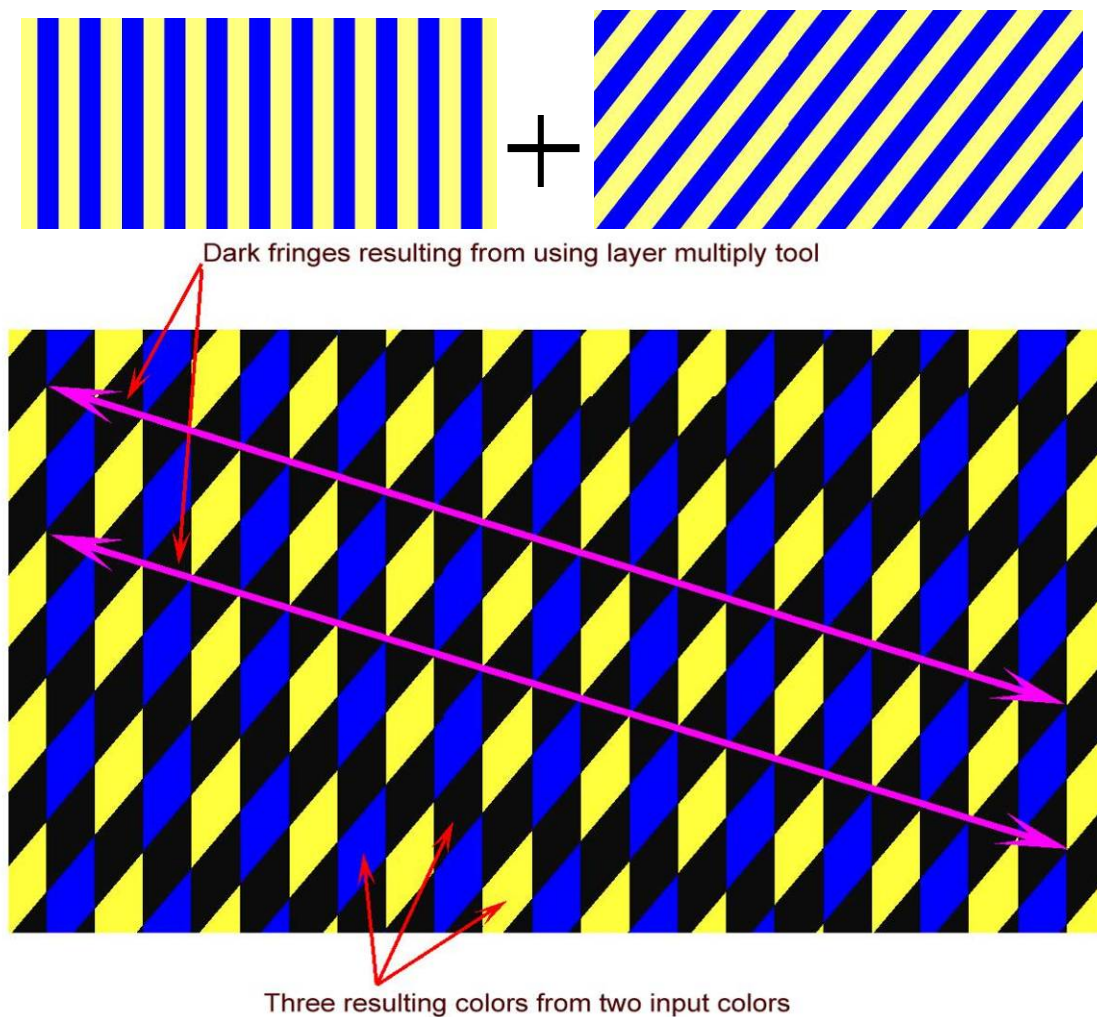 Dark fringes resulting from using layer multiply tool
Three resulting colors from two input colors